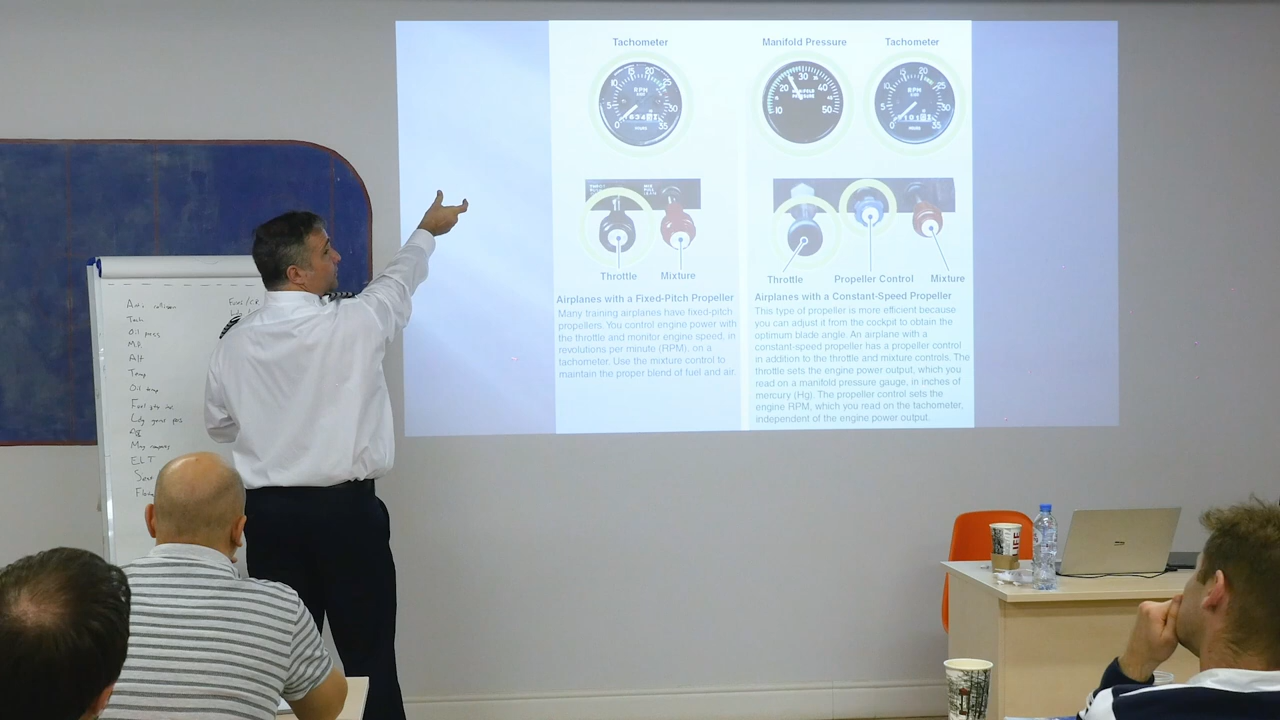 Tachometer
Manifold Pressure
Tachometer
RPM
RPM
Throttle
Mixture
Throttle
Propeller Control
Mixture
Airplanes with a Fixed-Pitch Propeller
Many training airplanes have fixed-pitch
propellers. You control engine power with
the throttle and monitor engine speed, in
revolutions per minute (RPM), on a
tachometer. Use the mixture control to
maintain the proper blend of fuel and air.
Airplanes with a Constant-Speed Propeller
This type of propeller is more efficient because
you can adjust it from the cockpit to obtain the
optimum blade angle. An airplane with a
constant-speed propeller has a propeller control
in addition to the throttle and mixture controls. The
throttle sets the engine power output, which you
read on a manifold pressure gauge, in inches of
mercury (Hg). The propeller control sets the
engine RPM, which you read on the tachometer,
independent of the engine power output.
Anti collision
Tach
Oil press
M.P.
Alt
Temp
Oil temp
ELT
LIFE